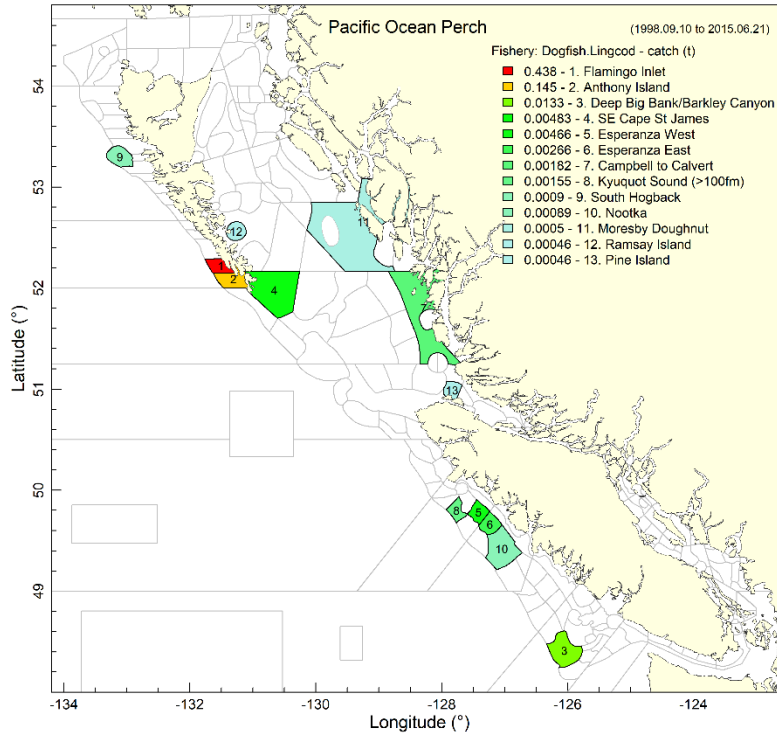 Pacific Ocean Perch
(1998.09.10 to 2015.06.21)
Fishery: Dogfish.Lingcod - catch (t)
0.438 - 1. Flamingo Inlet
0.145 - 2. Anthony Island
0.0133 - 3. Deep Big Bank/Barkley Canyon
0.00483 - 4. SE Cape St James
0.00466 - 5. Esperanza West
0.00266 - 6. Esperanza East
0.00182 - 7. Campbell to Calvert
0.00155 - 8. Kyuquot Sound (>100fm)
0.0009 - 9. South Hogback
0.00089 - 10. Nootka
0.0005 - 11. Moresby Doughnut
0.00046 - 12. Ramsay Island
0.00046 - 13. Pine Island
54
53
52
51
50
49
Latitude (°)
9
11
12
1
2
4
7
13
8
5
6
10
3
-134
-132
-130
-128
-126
-124
Longitude (°)